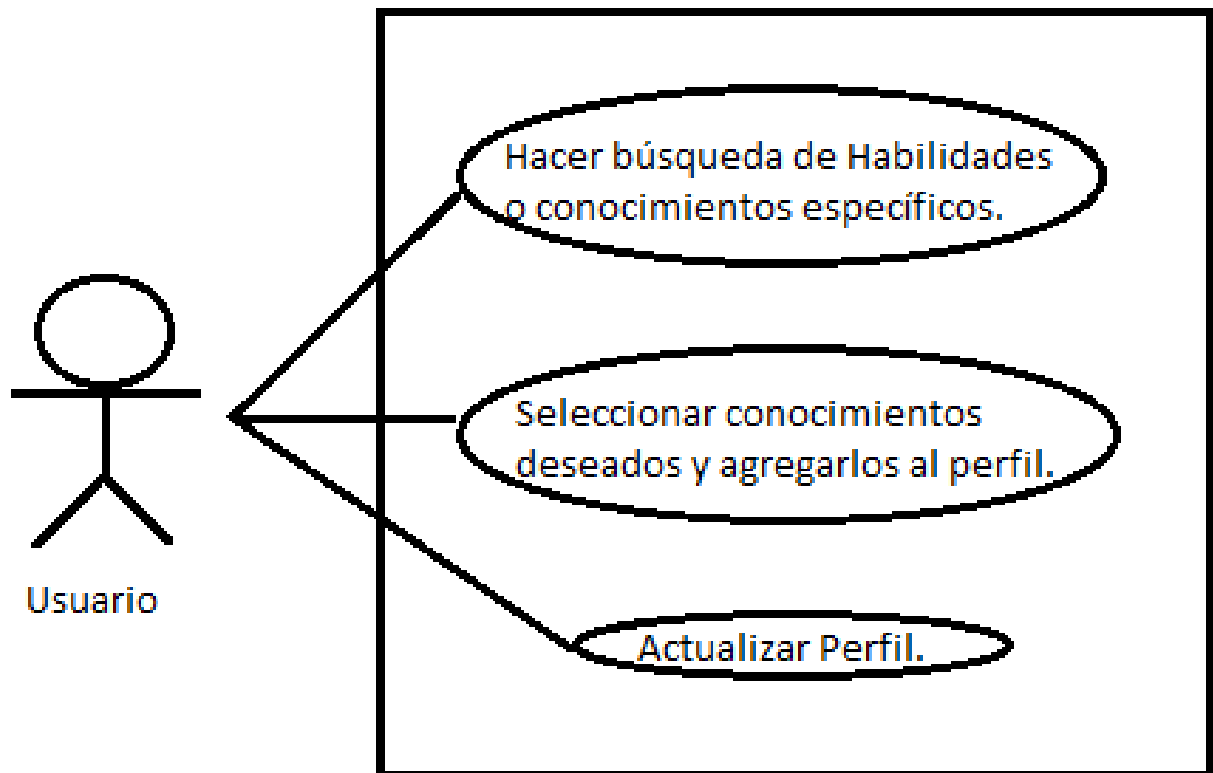 Hacer búsqueda de Habilidades
o conocimientos específicos.
Seleccionar conocimientos
deseados y agregarlos al perfil.
Usuario
Actualizar Perfil.